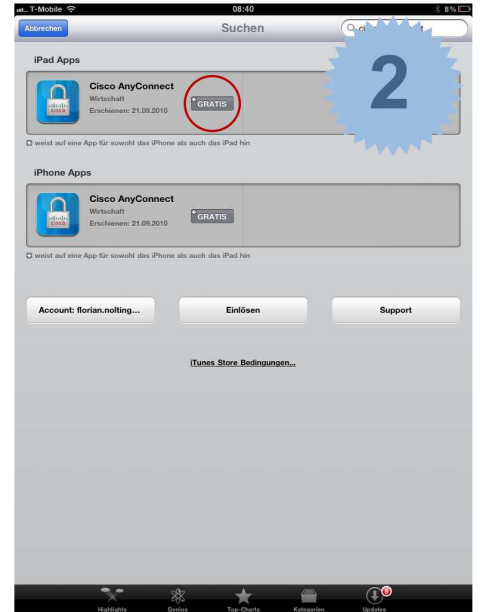 T-Mobile 08:40 8%
Abbrechen Suchen
2
iPad Apps
Cisco AnyConnect
Wirtschaft
Erschienen: 21.09.2010
GRATIS
CISCO
weist auf eine App für sowohl das iPhone als auch das iPad hin
iPhone Apps
Cisco AnyConnect
Wirtschaft
Erschienen: 21.09.2010
GRATIS
CISCO
weist auf eine App für sowohl das iPhone als auch das iPad hin
Account: florian.nolting... Einlösen Support
iTunes Store Bedingungen...
Highlights Genius Top-Charts Kategorien Updates